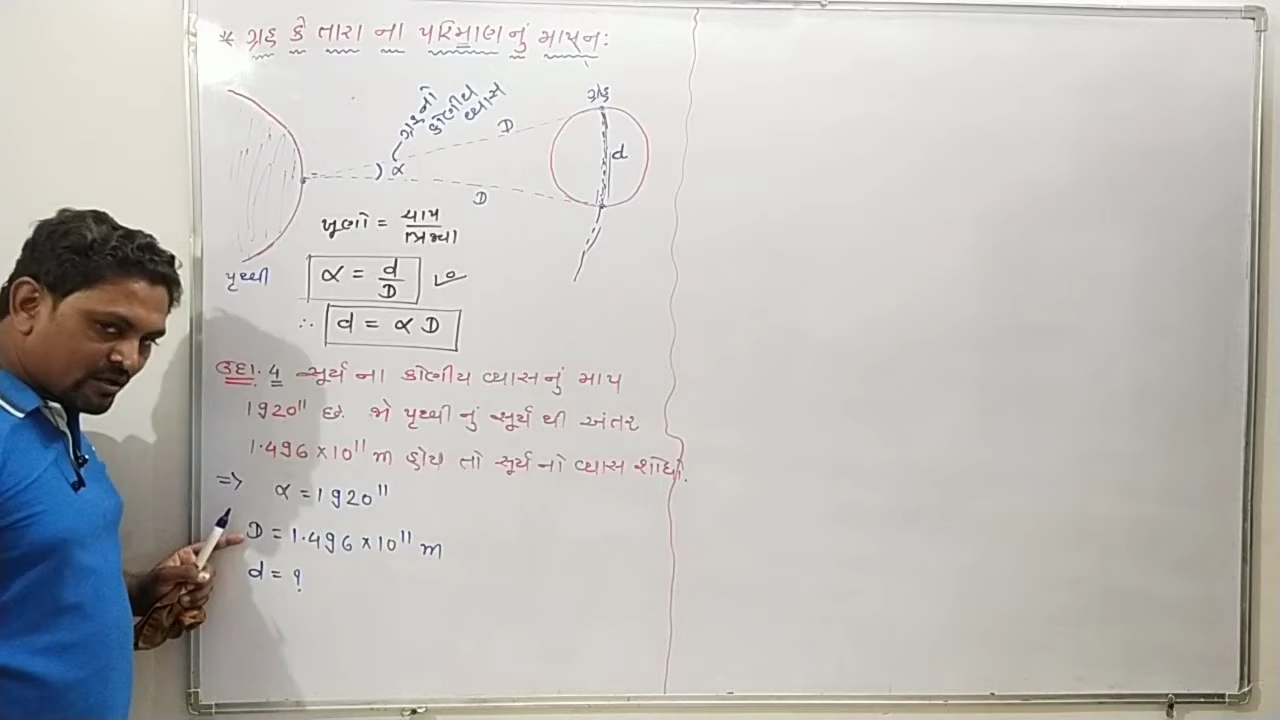 * ગ્રહ કે તારા ના પરિમાણનું માપન:
ગ્રહનો
કોણીય
વ્યાસ
ગ્રહ
D
α
d
D
ખૂણો = ચાપ / ત્રિજ્યા
પૃથ્વી
α = d / D
∴ d = α D
ઉદા. 4 સૂર્ય ના કોણીય વ્યાસનું માપ
1920" છે. જો પૃથ્વીનું સૂર્ય થી અંતર
1.496 × 10¹¹ m હોય તો સૂર્ય નો વ્યાસ શોધો.
=> α = 1920"
D = 1.496 × 10¹¹ m
d = ?